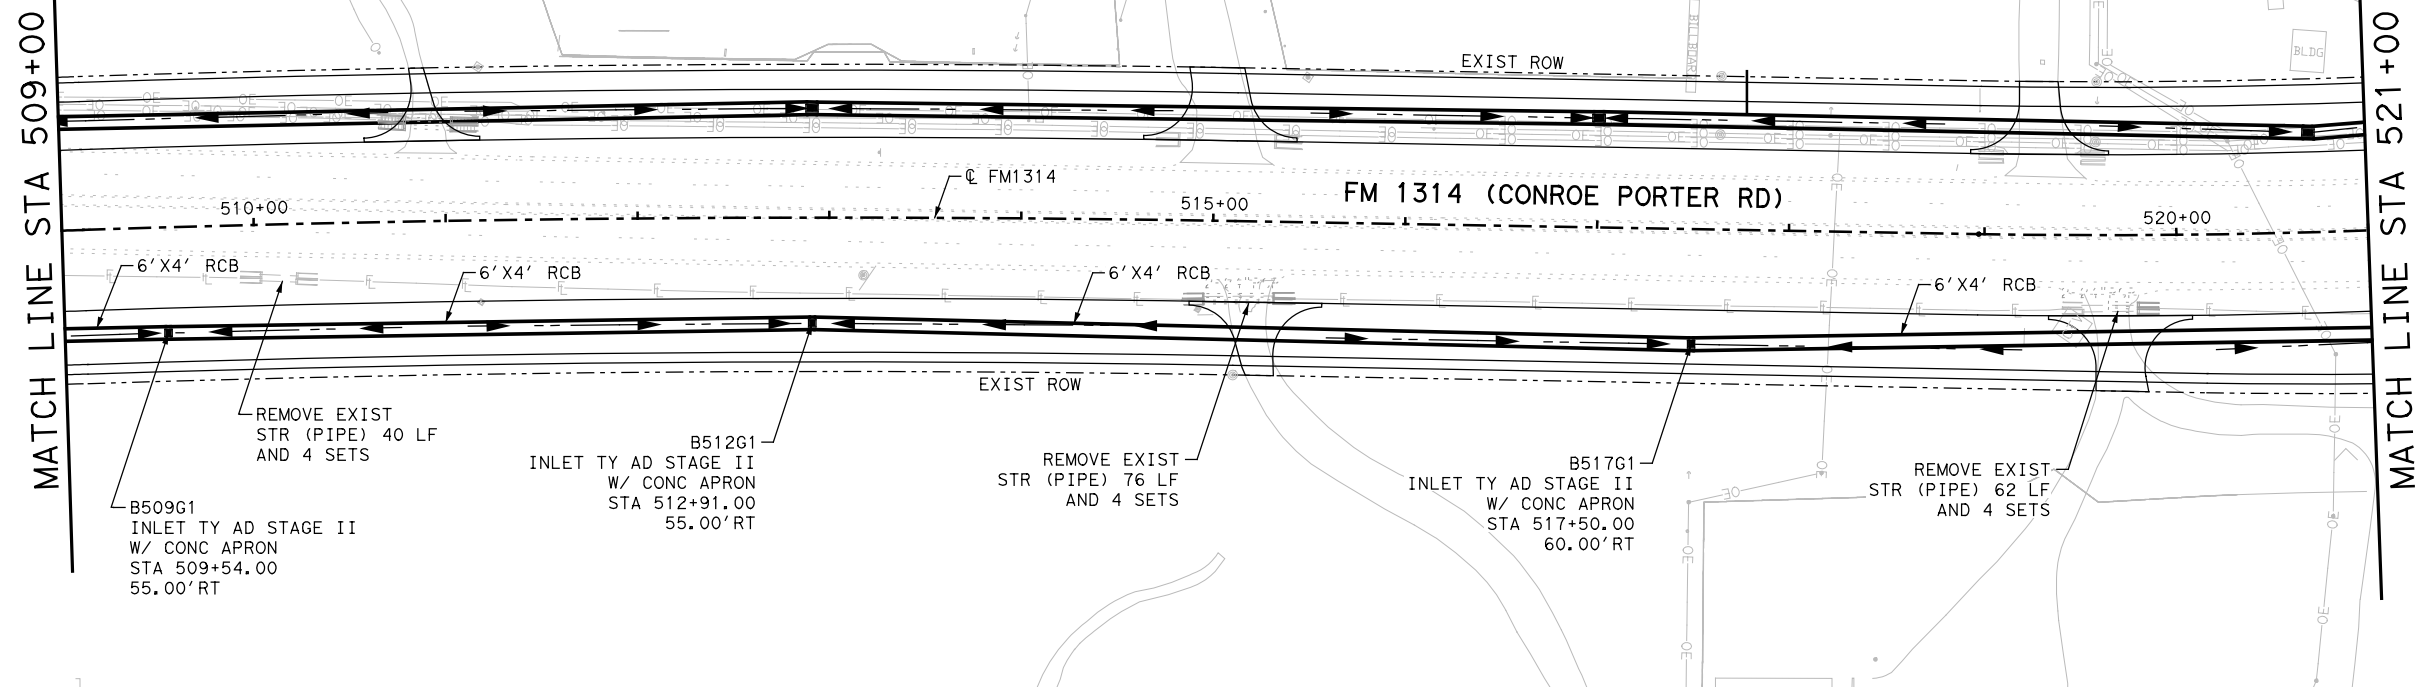 MATCH LINE STA 509+00
EXIST ROW
BILLBOARD
BLDG
MATCH LINE STA 521+00
℄ FM1314
FM 1314 (CONROE PORTER RD)
510+00
515+00
520+00
6'X4' RCB
6'X4' RCB
6'X4' RCB
6'X4' RCB
EXIST ROW
REMOVE EXIST
STR (PIPE) 40 LF
AND 4 SETS
B509G1
INLET TY AD STAGE II
W/ CONC APRON
STA 509+54.00
55.00'RT
B512G1
INLET TY AD STAGE II
W/ CONC APRON
STA 512+91.00
55.00'RT
REMOVE EXIST
STR (PIPE) 76 LF
AND 4 SETS
B517G1
INLET TY AD STAGE II
W/ CONC APRON
STA 517+50.00
60.00'RT
REMOVE EXIST
STR (PIPE) 62 LF
AND 4 SETS